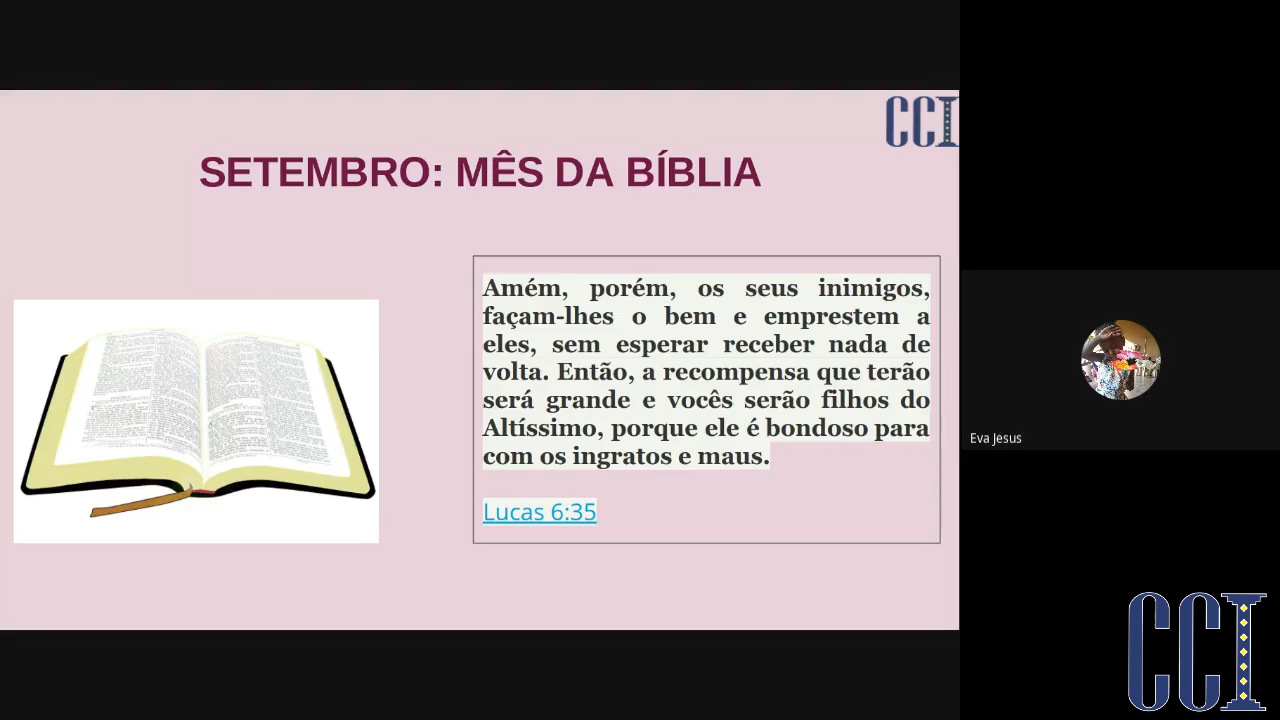 CCI
SETEMBRO: MÊS DA BÍBLIA
Amém, porém, os seus inimigos,
façam-lhes o bem e emprestem a
eles, sem esperar receber nada de
volta. Então, a recompensa que terão
será grande e vocês serão filhos do
Altíssimo, porque ele é bondoso para
com os ingratos e maus.
Lucas 6:35
Eva Jesus
CCI